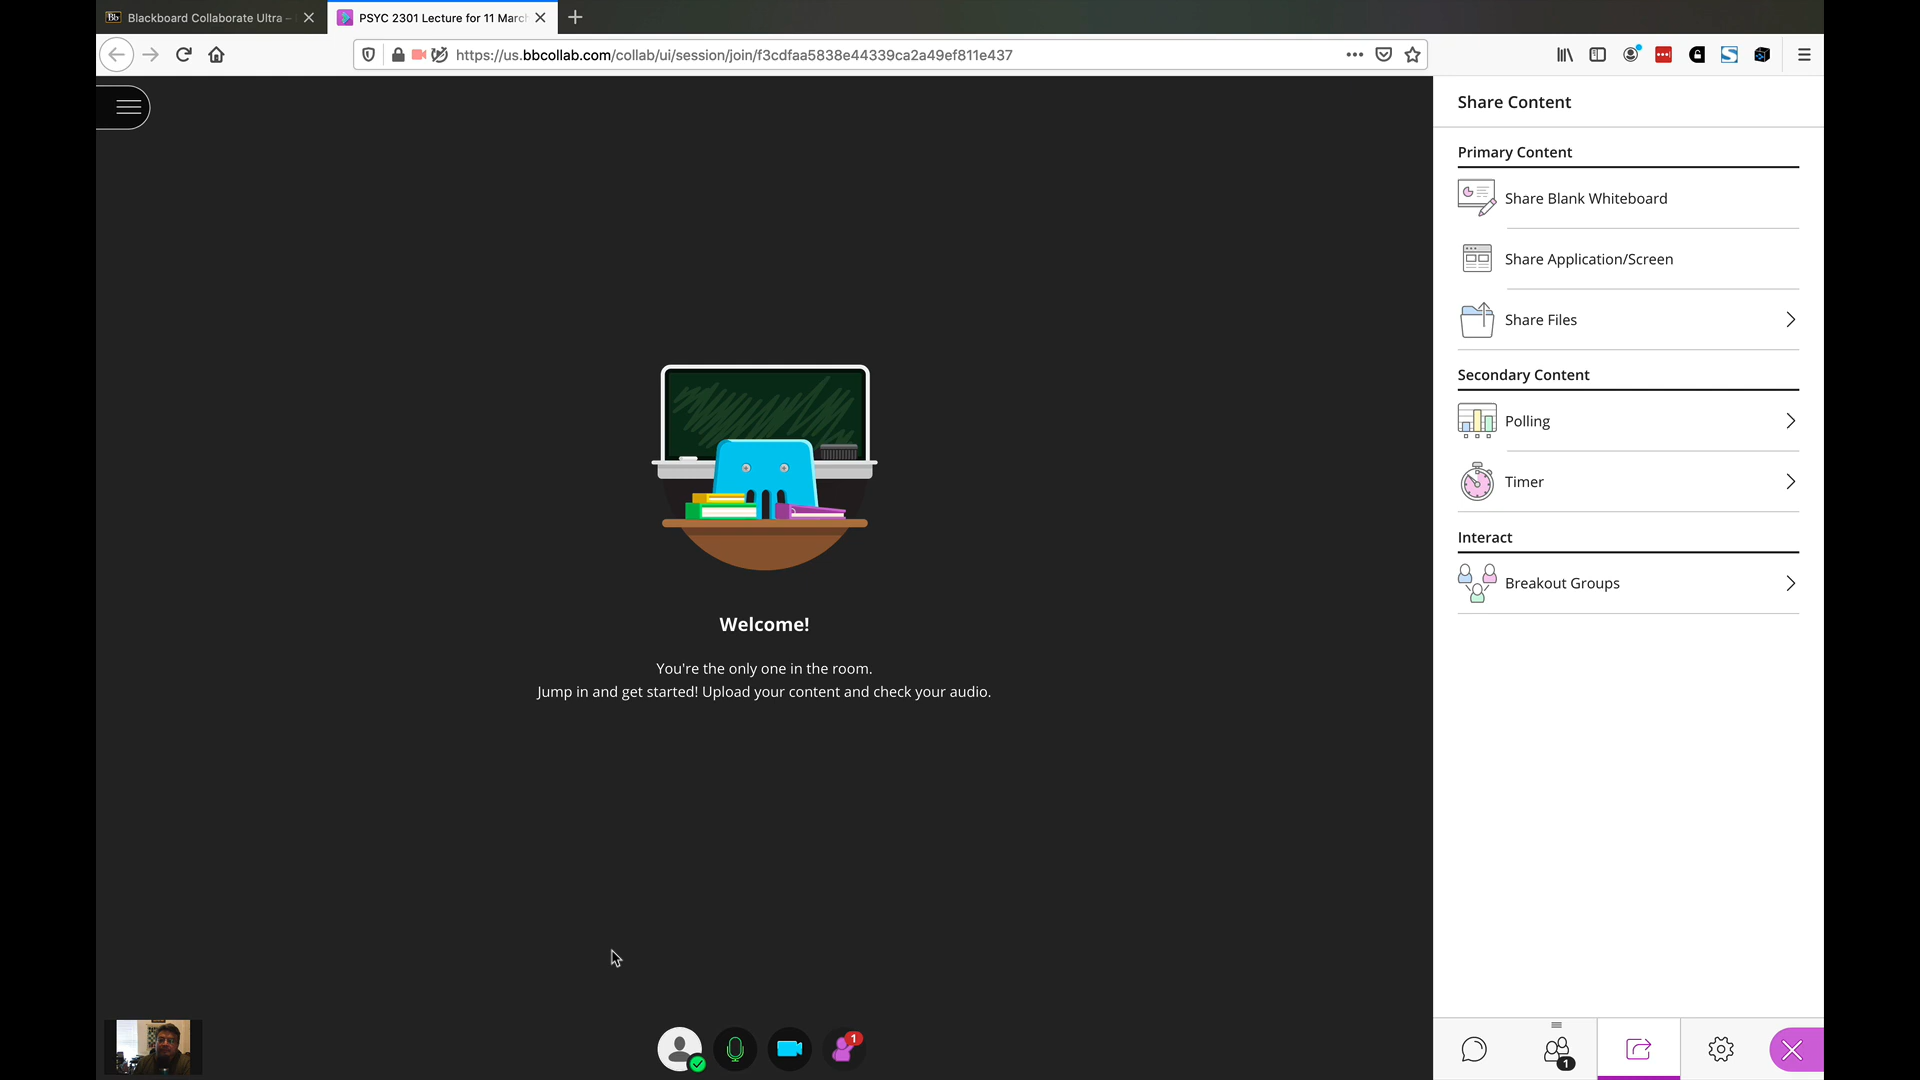 Bb Blackboard Collaborate Ultra –
PSYC 2301 Lecture for 11 March
https://us.bbcollab.com/collab/ui/session/join/f3cdfaa5838e44339ca2a49ef811e437
Share Content
Primary Content
Share Blank Whiteboard
Share Application/Screen
Share Files
Secondary Content
Polling
Timer
Interact
Breakout Groups
Welcome!
You're the only one in the room.
Jump in and get started! Upload your content and check your audio.
1
1